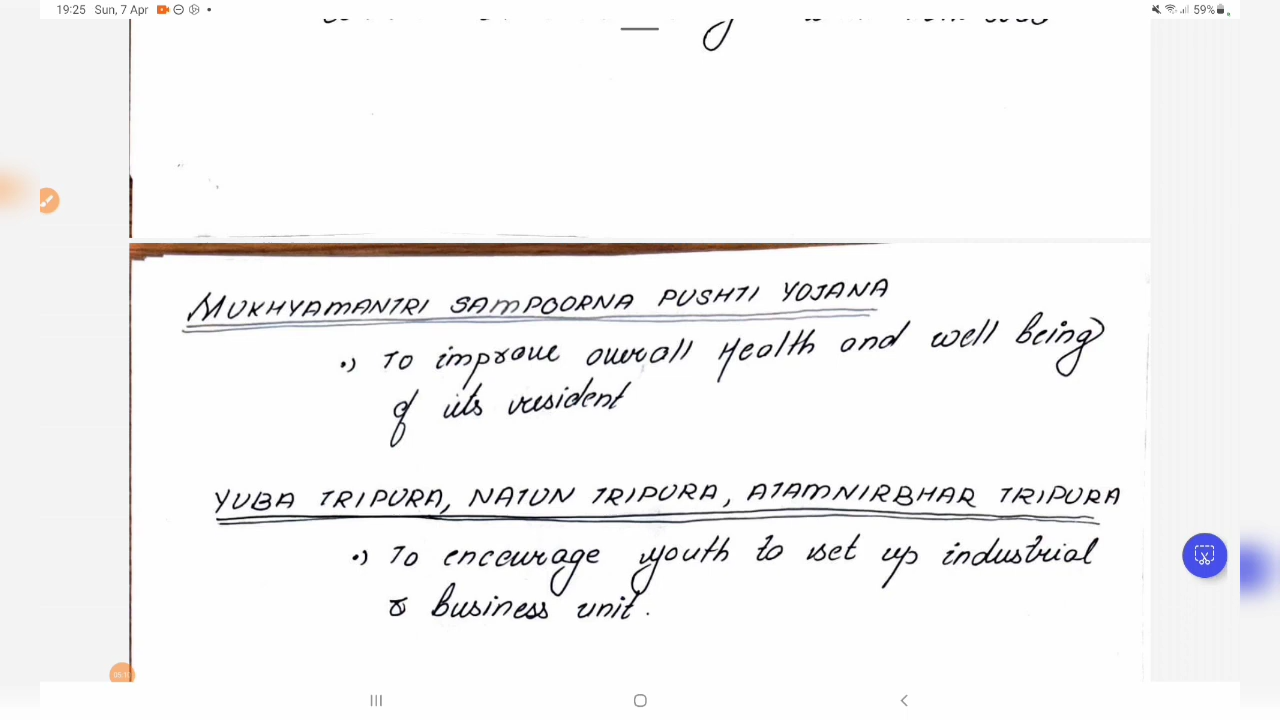 19:25 Sun, 7 Apr
59%
MUKHYAMANTRI SAMPOORNA PUSHTI YOJANA
•) To improve overall Health and well being
of its resident
YUBA TRIPURA, NATUN TRIPURA, ATAMNIRBHAR TRIPURA
•) To encourage youth to set up industrial
& business unit.